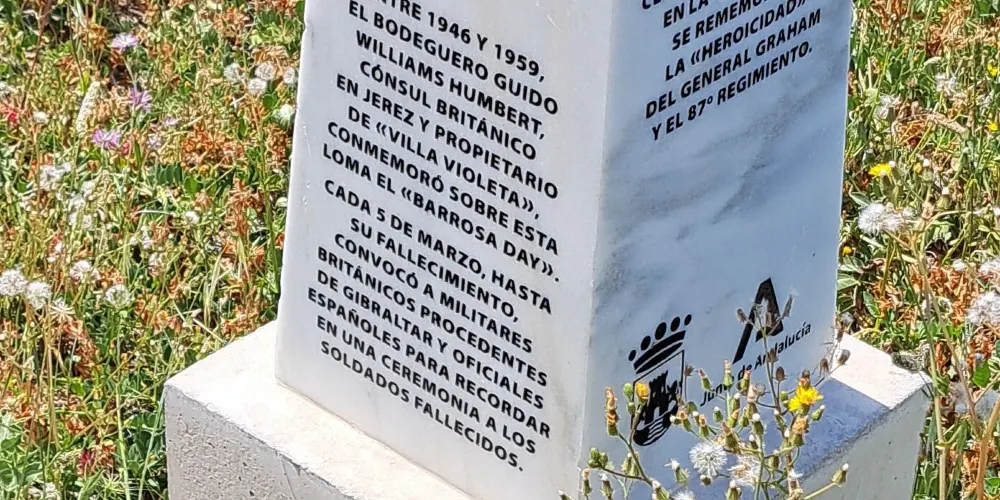 ENTRE 1946 Y 1959,
EL BODEGUERO GUIDO
WILLIAMS HUMBERT,
CÓNSUL BRITÁNICO
EN JEREZ Y PROPIETARIO
DE «VILLA VIOLETA»,
CONMEMORÓ SOBRE ESTA
LOMA EL «BARROSA DAY».
CADA 5 DE MARZO, HASTA
SU FALLECIMIENTO,
CONVOCÓ A MILITARES
BRITÁNICOS PROCEDENTES
DE GIBRALTAR Y OFICIALES
ESPAÑOLES PARA RECORDAR
EN UNA CEREMONIA A LOS
SOLDADOS FALLECIDOS.
EN LA
SE REMEMO
LA «HEROICIDAD»
DEL GENERAL GRAHAM
Y EL 87º REGIMIENTO.
Junta de Andalucía